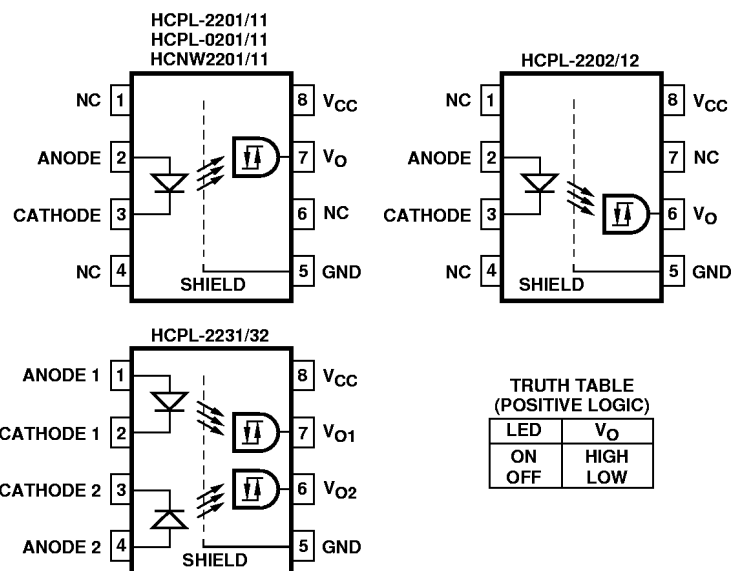 HCPL-2201/11
HCPL-0201/11
HCNW2201/11
NC 1 8 VCC
ANODE 2 7 VO
CATHODE 3 6 NC
NC 4 5 GND
SHIELD
HCPL-2202/12
NC 1 8 VCC
ANODE 2 7 NC
CATHODE 3 6 VO
NC 4 5 GND
SHIELD
HCPL-2231/32
ANODE 1 1 8 VCC
CATHODE 1 2 7 VO1
CATHODE 2 3 6 VO2
ANODE 2 4 5 GND
SHIELD
TRUTH TABLE
(POSITIVE LOGIC)
LED VO
ON HIGH
OFF LOW